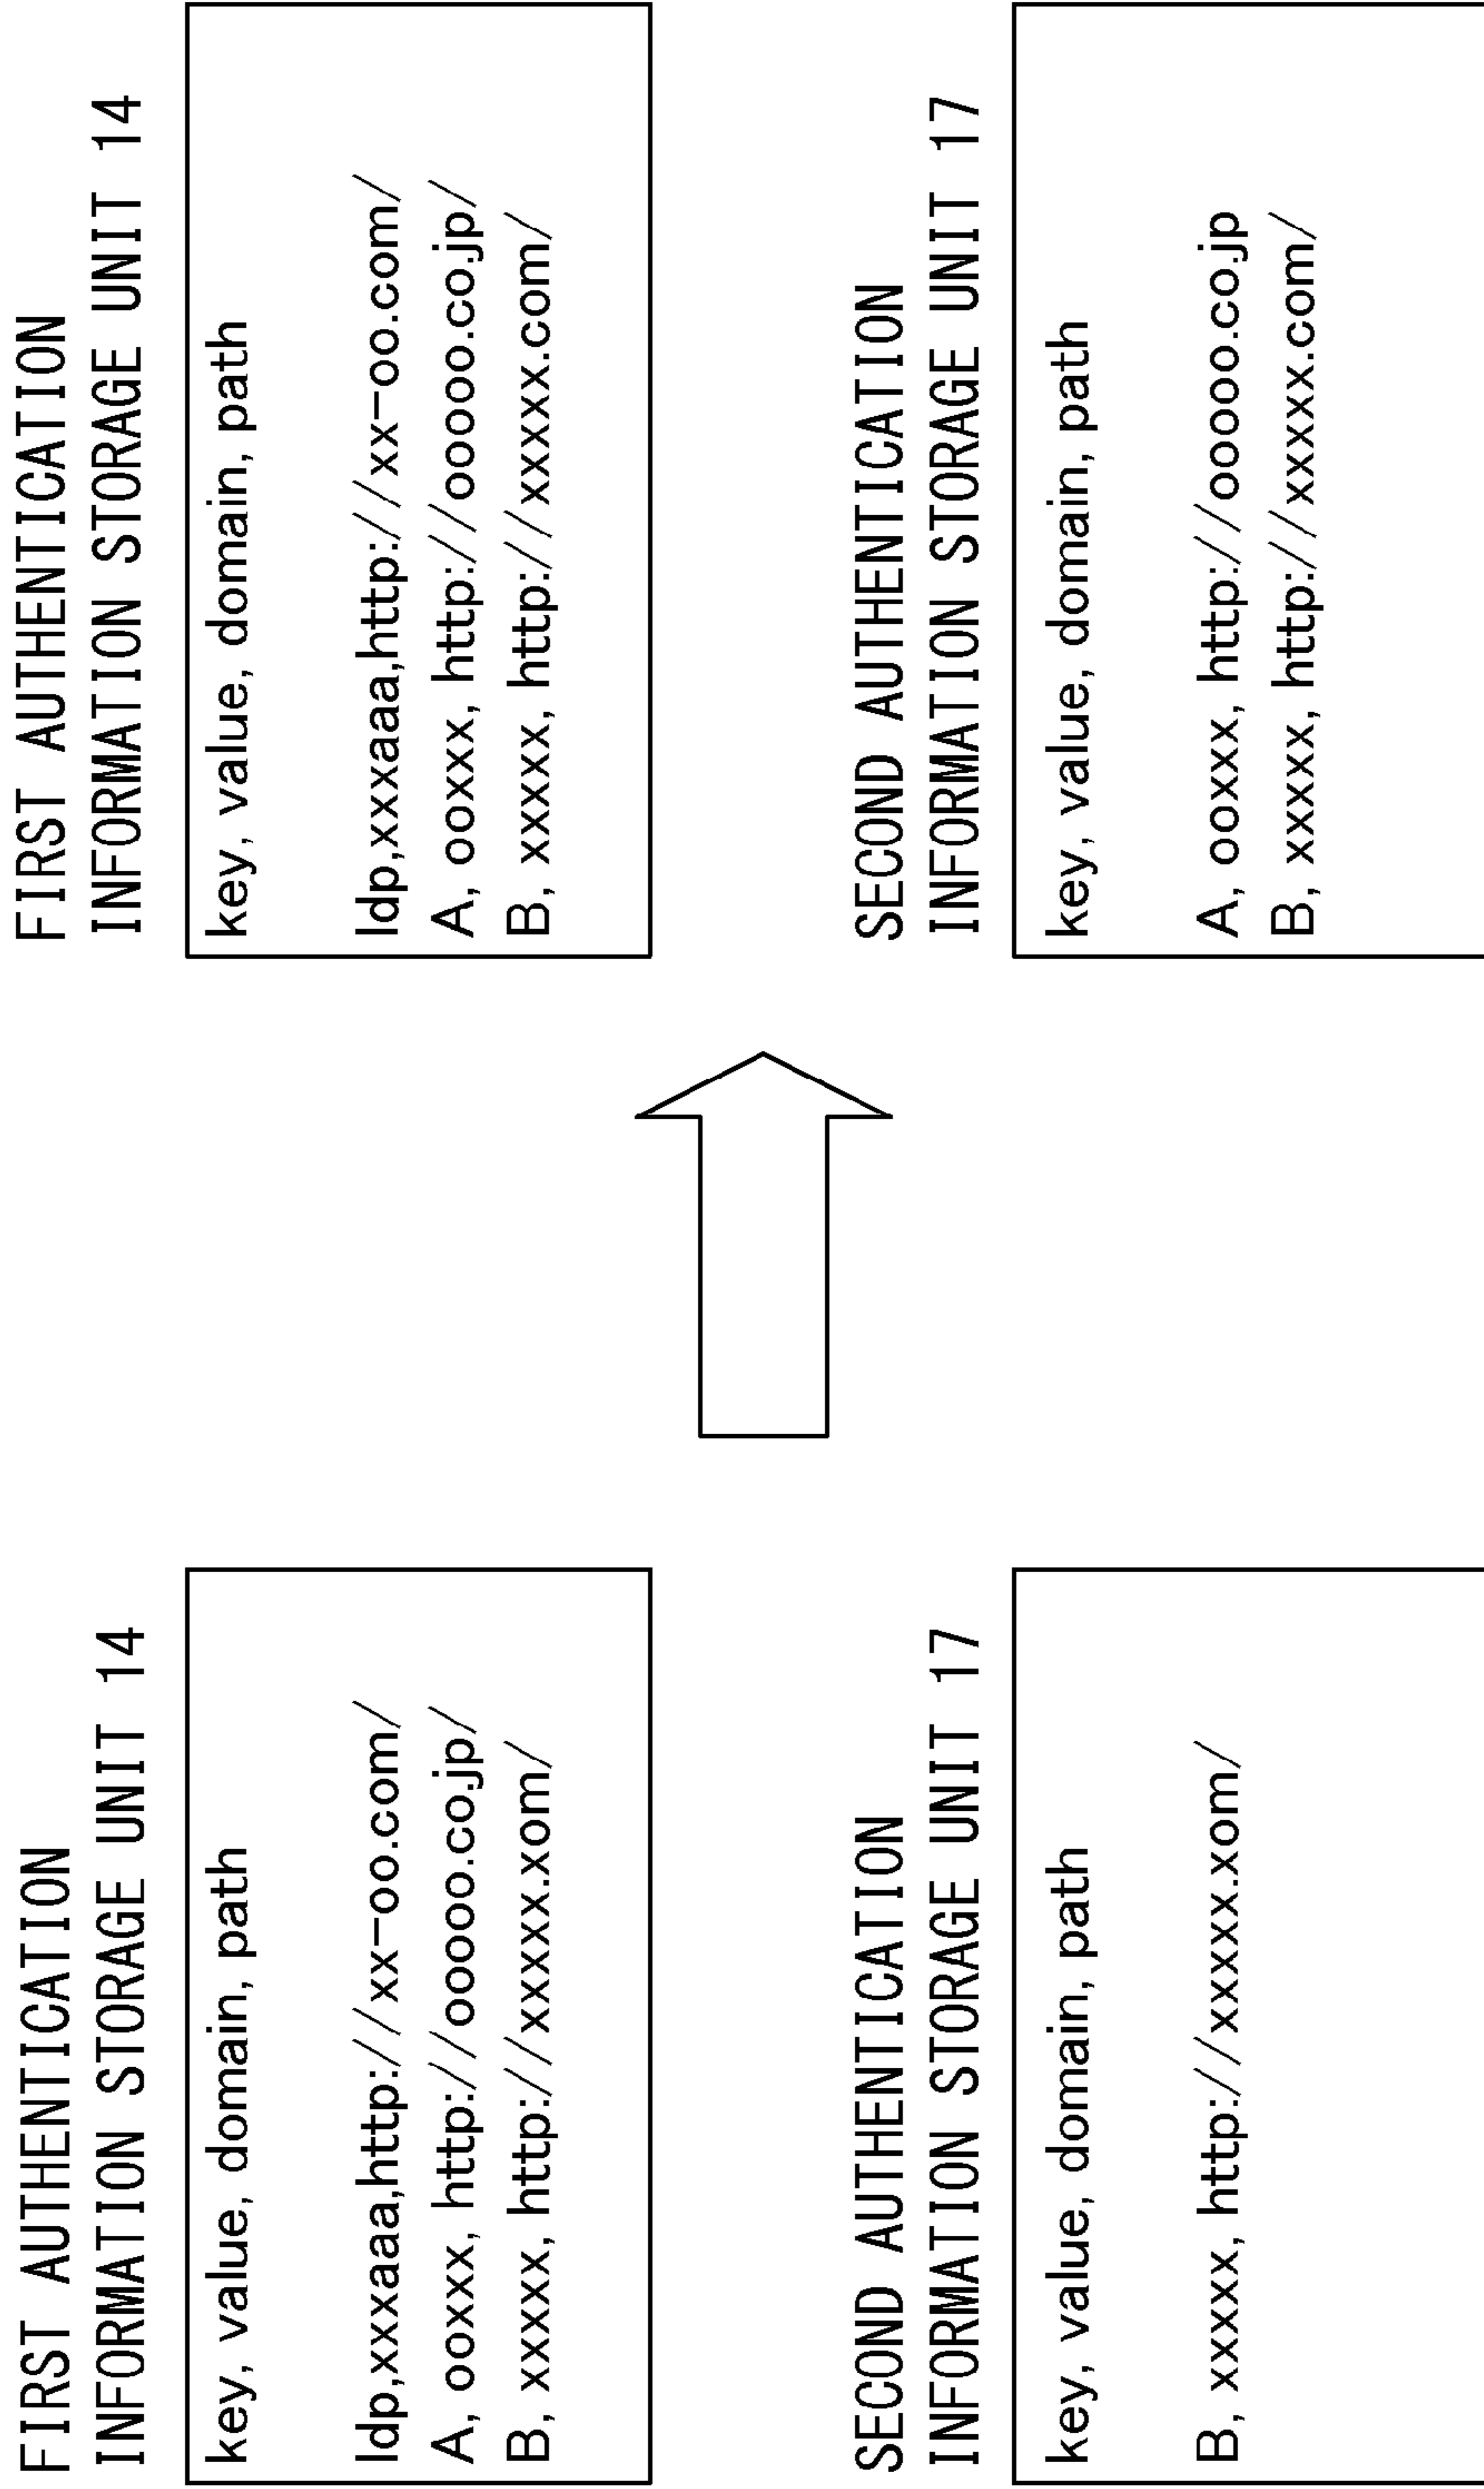 FIRST AUTHENTICATION
INFORMATION STORAGE UNIT 14
key, value, domain, path
Idp,xxxaaa,http://xx-oo.com/
A, ooxxx, http://ooooo.co.jp/
B, xxxxx, http://xxxxx.xom/
SECOND AUTHENTICATION
INFORMATION STORAGE UNIT 17
key, value, domain, path
B, xxxxx, http://xxxxx.xom/
FIRST AUTHENTICATION
INFORMATION STORAGE UNIT 14
key, value, domain, path
Idp,xxxaaa,http://xx-oo.com/
A, ooxxx, http://ooooo.co.jp/
B, xxxxx, http://xxxxx.com/
SECOND AUTHENTICATION
INFORMATION STORAGE UNIT 17
key, value, domain, path
A, ooxxx, http://ooooo.co.jp
B, xxxxx, http://xxxxx.com/